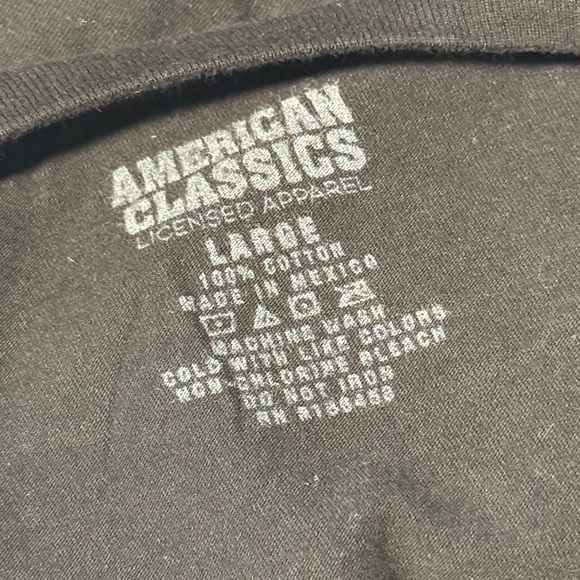 AMERICAN
CLASSICS
LICENSED APPAREL
LARGE
100% COTTON
MADE IN MEXICO
MACHINE WASH
COLD WITH LIKE COLORS
NON-CHLORINE BLEACH
DO NOT IRON
RN